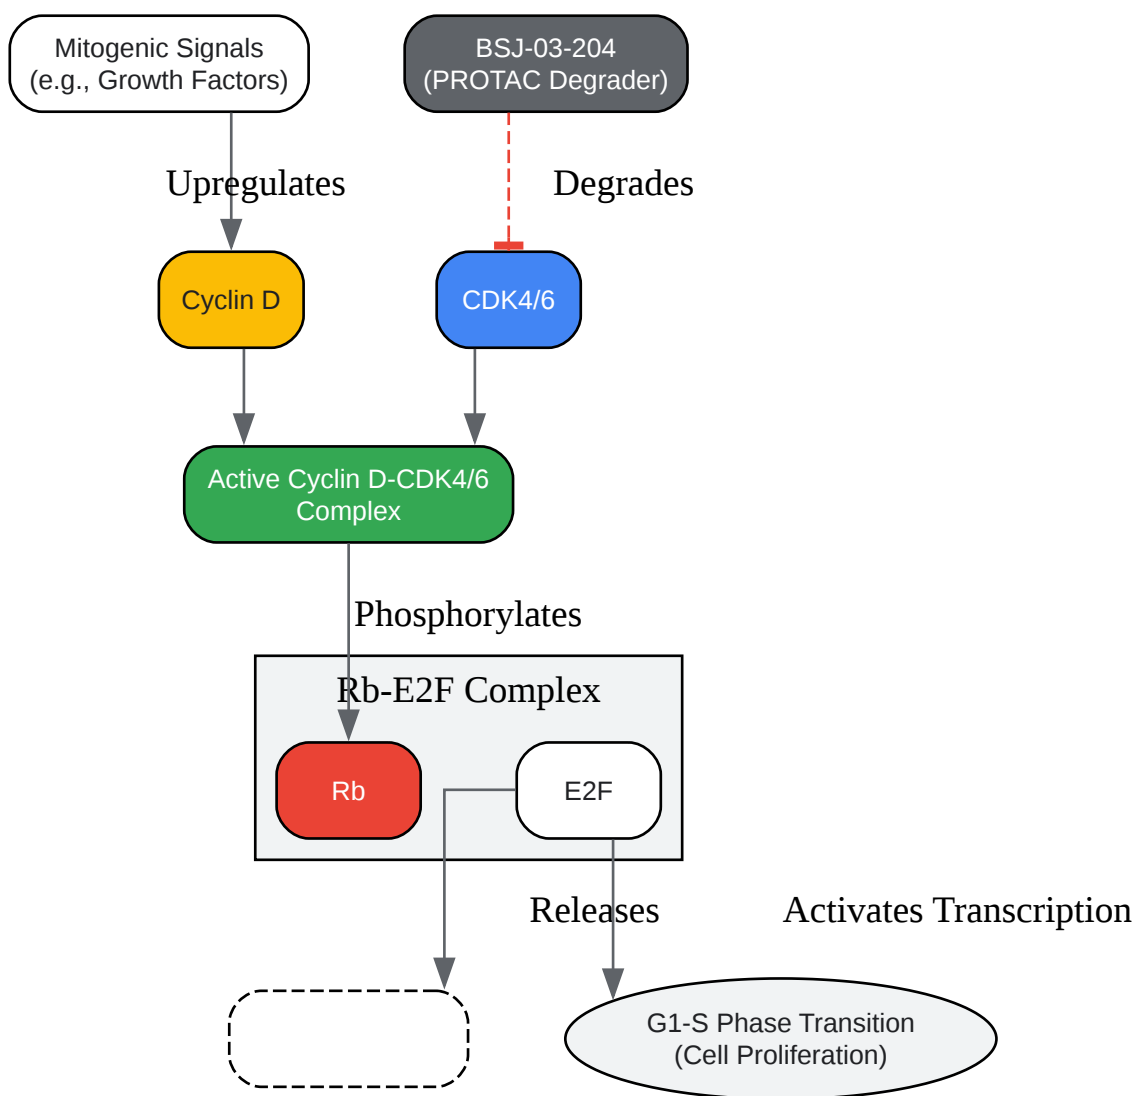 Mitogenic Signals
(e.g., Growth Factors)
BSJ-03-204
(PROTAC Degrader)
Upregulates
Degrades
Cyclin D
CDK4/6
Active Cyclin D-CDK4/6
Complex
Phosphorylates
Rb-E2F Complex
Rb
E2F
Releases
Activates Transcription
G1-S Phase Transition
(Cell Proliferation)